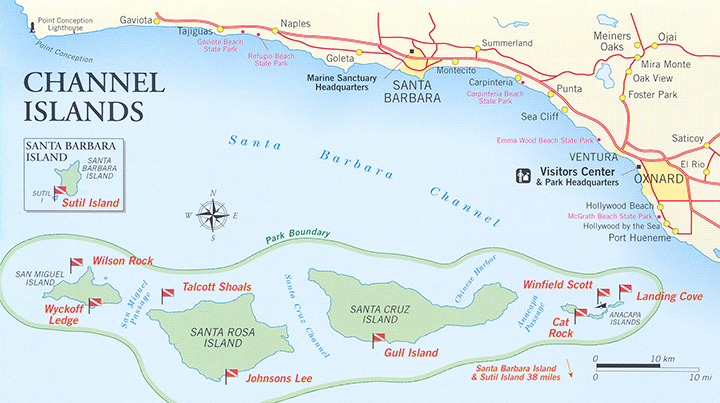 Point Conception
Lighthouse
Point Conception
Gaviota
Tajiguas
Gaviota Beach
State Park
Refugio Beach
State Park
Naples
Goleta
Marine Sanctuary
Headquarters
SANTA
BARBARA
Summerland
Montecito
Carpinteria
Carpinteria Beach
State Park
Punta
Sea Cliff
Emma Wood Beach State Park
VENTURA
Visitors Center
& Park Headquarters
OXNARD
Meiners
Oaks
Ojai
Mira Monte
Oak View
Foster Park
Saticoy
El Rio
Hollywood Beach
McGrath Beach State Park
Hollywood by the Sea
Port Hueneme
CHANNEL
ISLANDS
SANTA BARBARA
ISLAND
SANTA
BARBARA
ISLAND
SUTIL
I
Sutil Island
Santa Barbara Channel
N
W E
S
Park Boundary
Wilson Rock
SAN MIGUEL
ISLAND
Wyckoff
Ledge
San Miguel
Passage
Talcott Shoals
SANTA ROSA
ISLAND
Johnsons Lee
Santa Cruz Channel
SANTA CRUZ
ISLAND
Gull Island
Chinese Harbor
Anacapa
Passage
Winfield Scott
Landing Cove
Cat
Rock
ANACAPA
ISLANDS
Santa Barbara Island
& Sutil Island 38 miles
0 10 km
0 10 mi